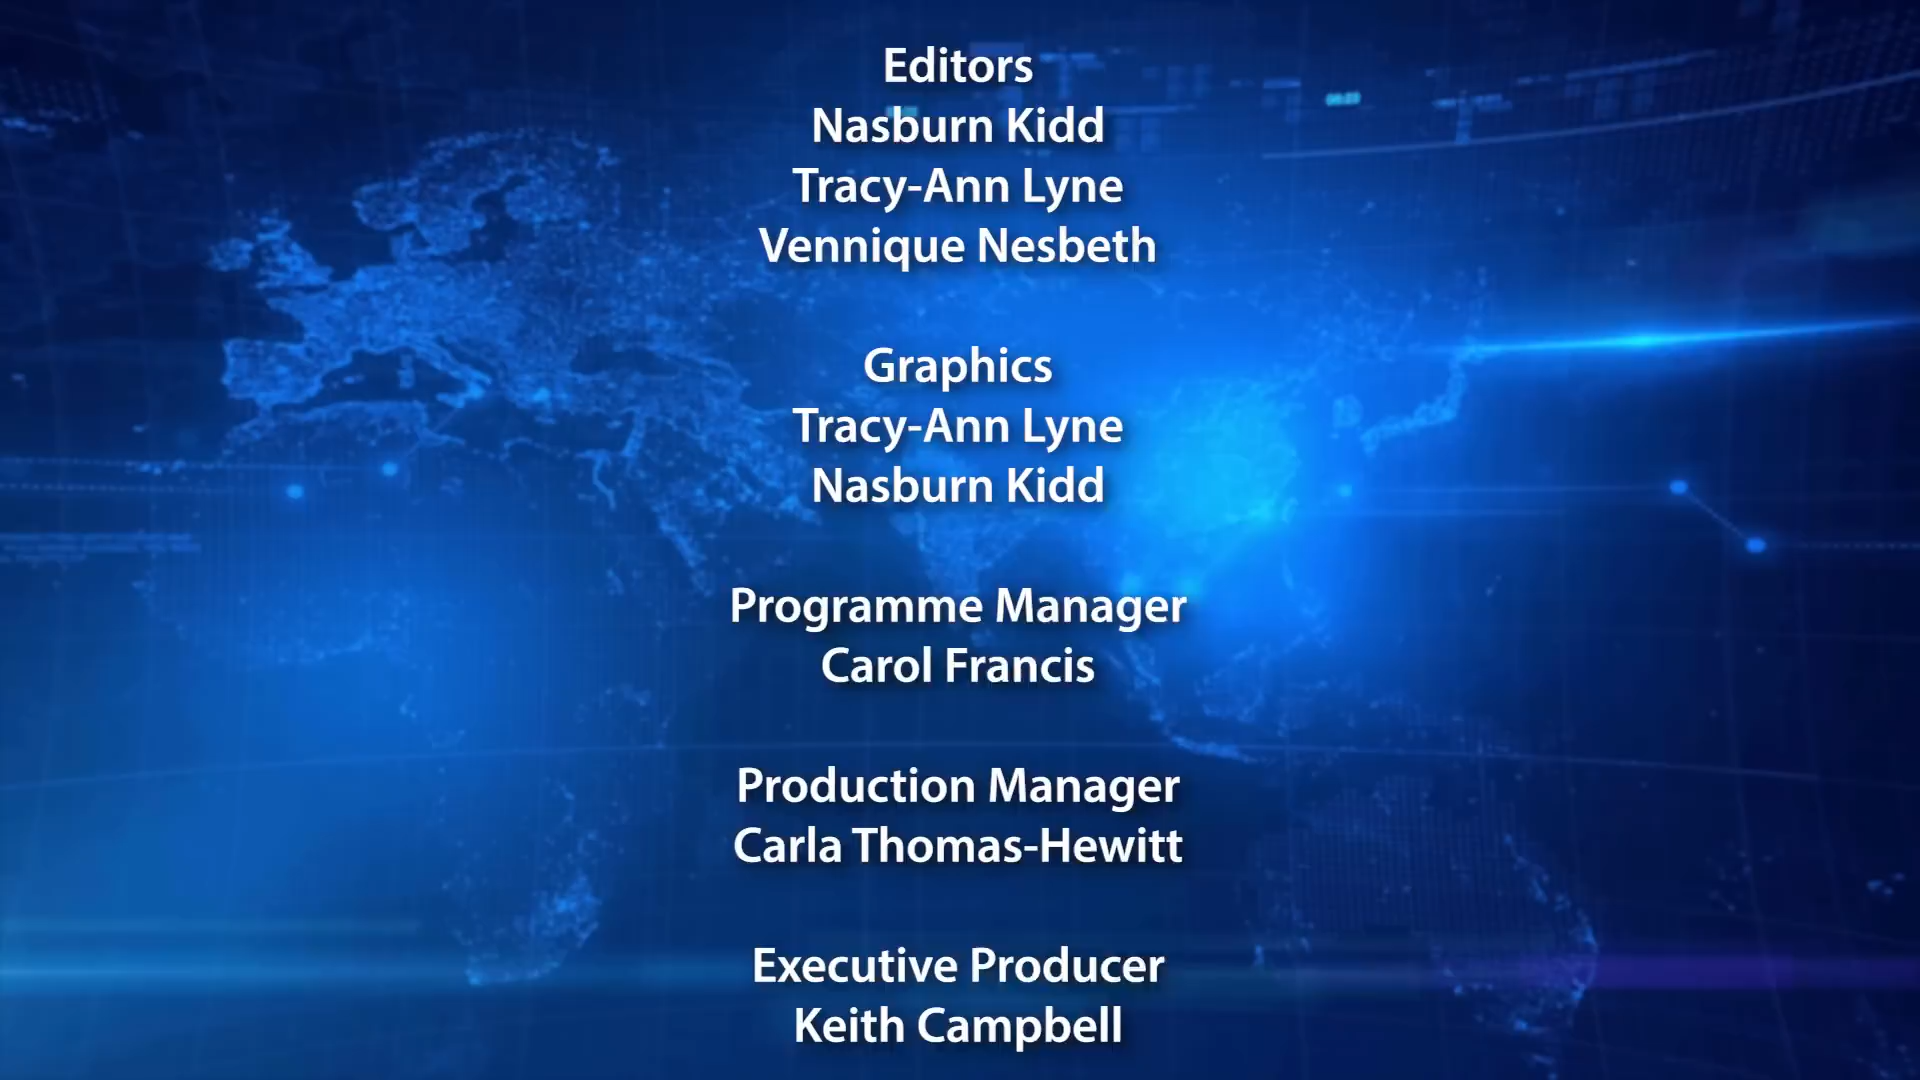 Editors
Nasburn Kidd
Tracy-Ann Lyne
Vennique Nesbeth
Graphics
Tracy-Ann Lyne
Nasburn Kidd
Programme Manager
Carol Francis
Production Manager
Carla Thomas-Hewitt
Executive Producer
Keith Campbell